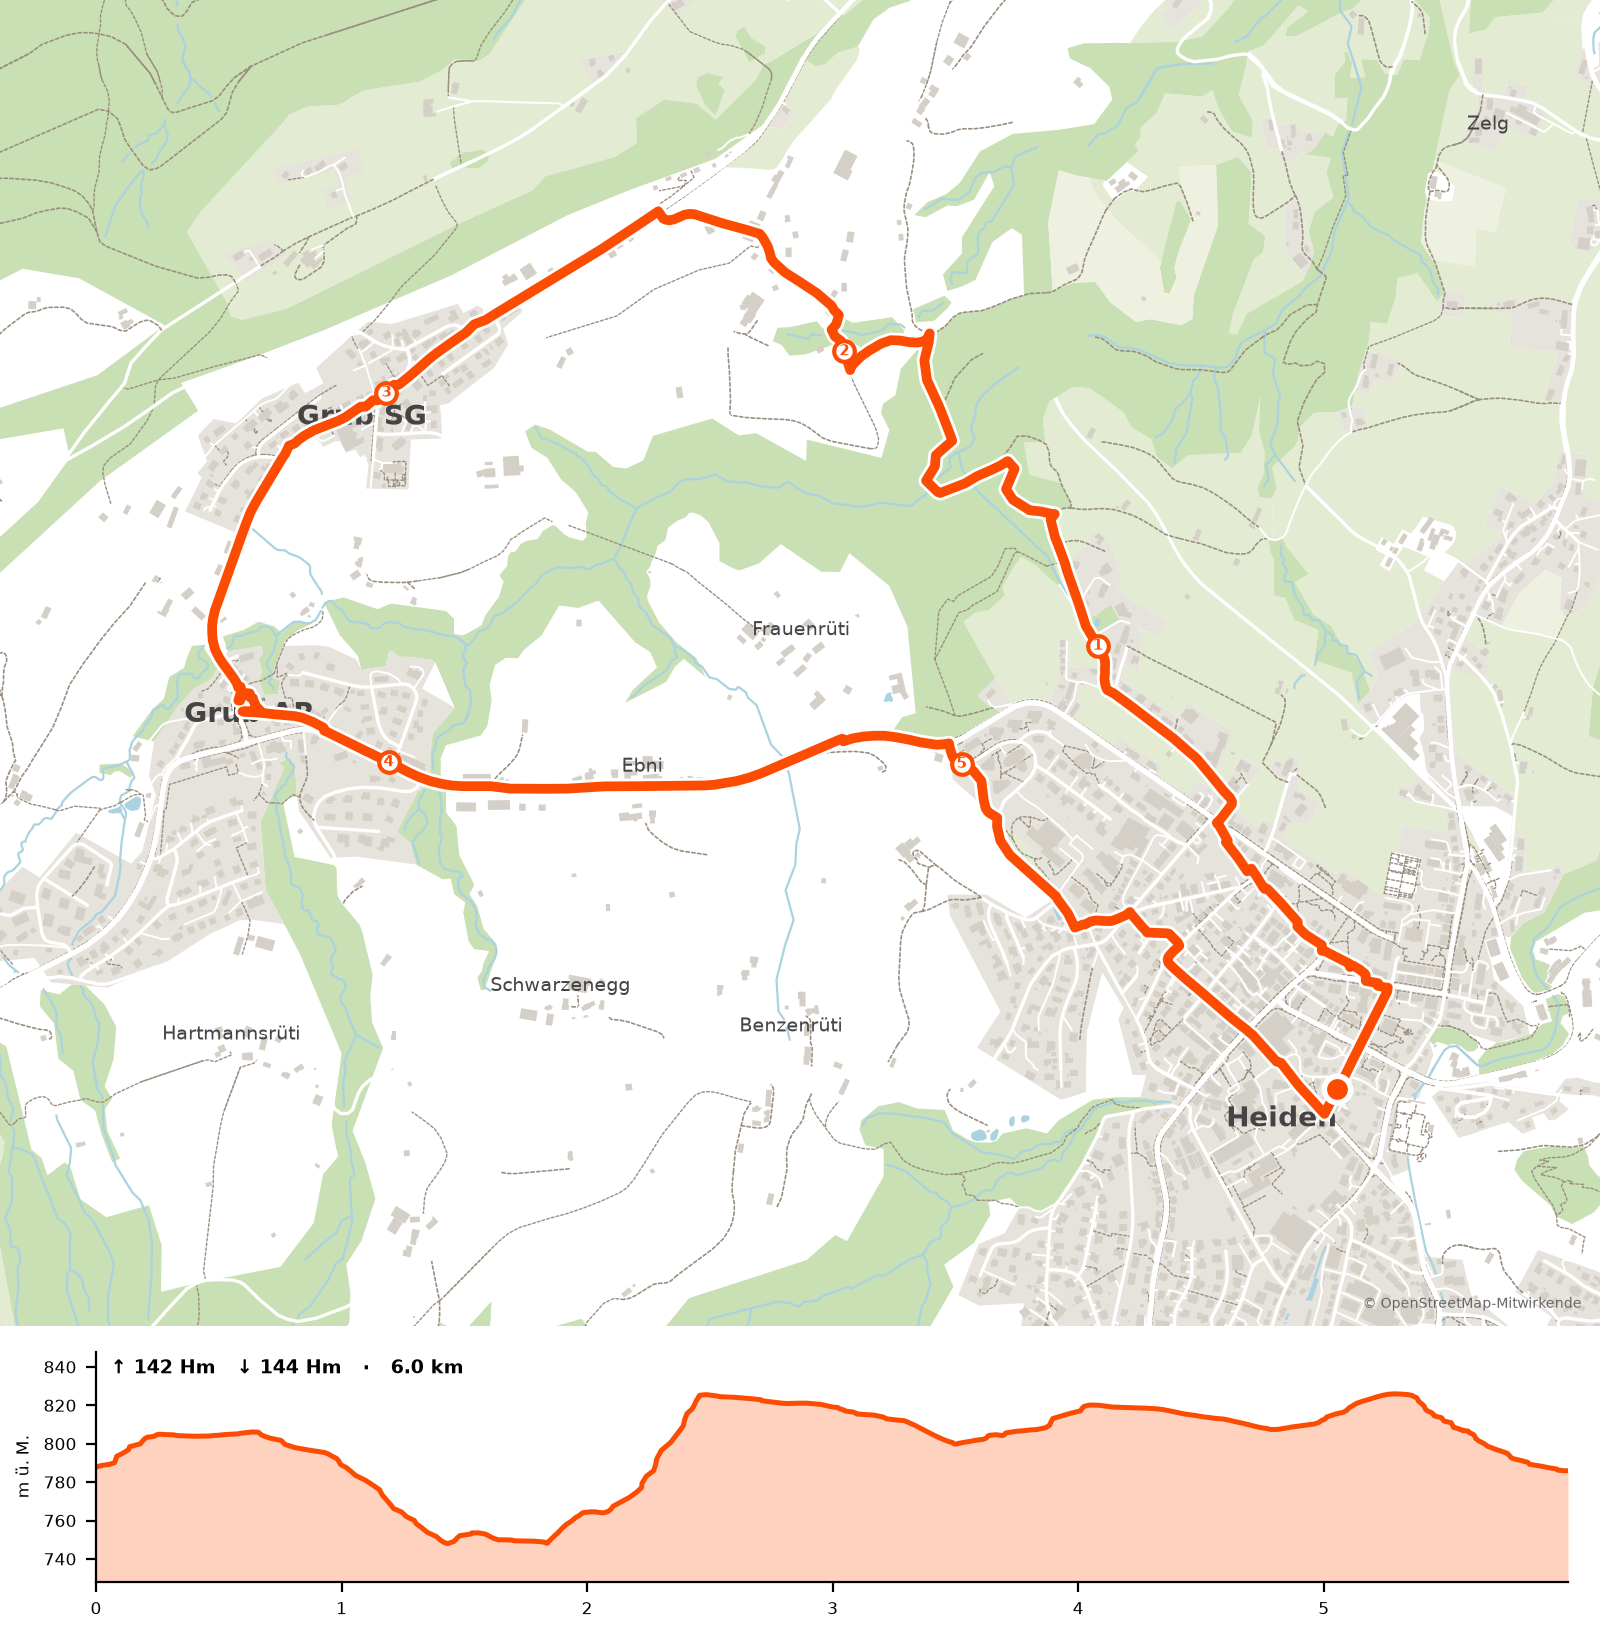 Zelg
2
3
Grub SG
Frauenrüti
1
Grub AR
4
Ebni
5
Schwarzenegg
Benzenrüti
Hartmannsrüti
Heiden
© OpenStreetMap-Mitwirkende
↑ 142 Hm ↓ 144 Hm · 6.0 km
m ü. M.
840
820
800
780
760
740
0 1 2 3 4 5